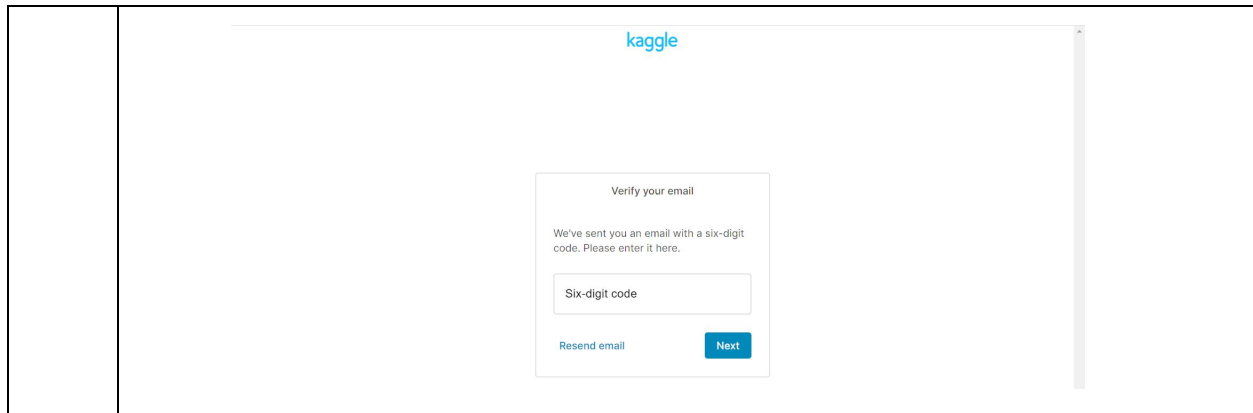 kaggle
Verify your email
We've sent you an email with a six-digit
code. Please enter it here.
Six-digit code
Resend email
Next